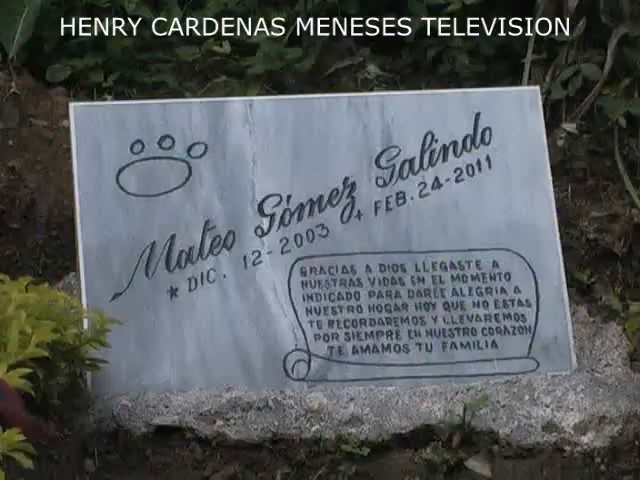 HENRY CARDENAS MENESES TELEVISION
Mateo Gómez Galindo
* DIC. 12-2003 + FEB. 24-2011
GRACIAS A DIOS LLEGASTE A
NUESTRAS VIDAS EN EL MOMENTO
INDICADO PARA DARLE ALEGRIA A
NUESTRO HOGAR HOY QUE NO ESTAS
TE RECORDAREMOS Y LLEVAREMOS
POR SIEMPRE EN NUESTRO CORAZON
TE AMAMOS TU FAMILIA